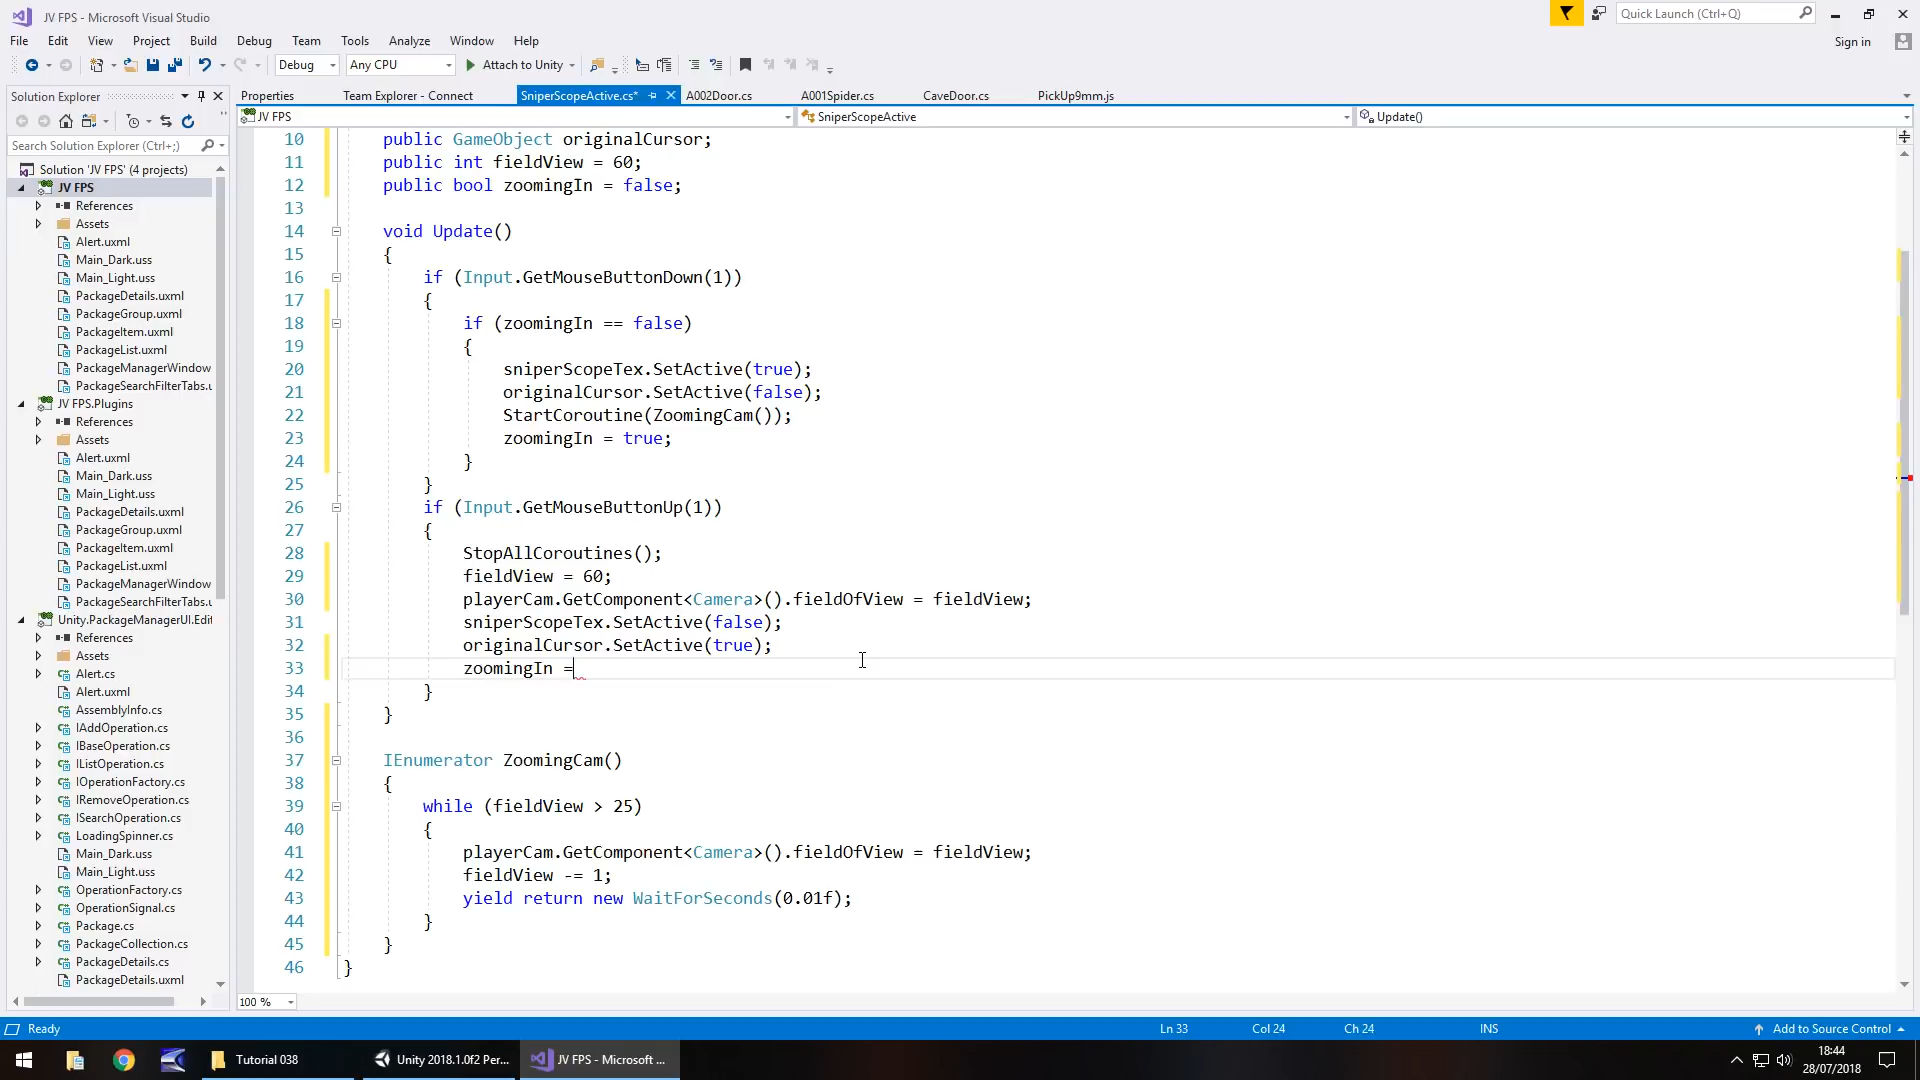 JV FPS - Microsoft Visual Studio
Quick Launch (Ctrl+Q)
File Edit View Project Build Debug Team Tools Analyze Window Help
Sign in
Debug Any CPU Attach to Unity
Solution Explorer
Properties Team Explorer - Connect SniperScopeActive.cs* A002Door.cs A001Spider.cs CaveDoor.cs PickUp9mm.js
JV FPS SniperScopeActive Update()
Search Solution Explorer (Ctrl+;)
Solution 'JV FPS' (4 projects)
JV FPS
References
Assets
Alert.uxml
Main_Dark.uss
Main_Light.uss
PackageDetails.uxml
PackageGroup.uxml
PackageItem.uxml
PackageList.uxml
PackageManagerWindow
PackageSearchFilterTabs.u
JV FPS.Plugins
References
Assets
Alert.uxml
Main_Dark.uss
Main_Light.uss
PackageDetails.uxml
PackageGroup.uxml
PackageItem.uxml
PackageList.uxml
PackageManagerWindow
PackageSearchFilterTabs.u
Unity.PackageManagerUI.Edit
References
Assets
Alert.cs
Alert.uxml
AssemblyInfo.cs
IAddOperation.cs
IBaseOperation.cs
IListOperation.cs
IOperationFactory.cs
IRemoveOperation.cs
ISearchOperation.cs
LoadingSpinner.cs
Main_Dark.uss
Main_Light.uss
OperationFactory.cs
OperationSignal.cs
Package.cs
PackageCollection.cs
PackageDetails.cs
PackageDetails.uxml
10 public GameObject originalCursor;
11 public int fieldView = 60;
12 public bool zoomingIn = false;
13
14 void Update()
15 {
16 if (Input.GetMouseButtonDown(1))
17 {
18 if (zoomingIn == false)
19 {
20 sniperScopeTex.SetActive(true);
21 originalCursor.SetActive(false);
22 StartCoroutine(ZoomingCam());
23 zoomingIn = true;
24 }
25 }
26 if (Input.GetMouseButtonUp(1))
27 {
28 StopAllCoroutines();
29 fieldView = 60;
30 playerCam.GetComponent<Camera>().fieldOfView = fieldView;
31 sniperScopeTex.SetActive(false);
32 originalCursor.SetActive(true);
33 zoomingIn =
34 }
35 }
36
37 IEnumerator ZoomingCam()
38 {
39 while (fieldView > 25)
40 {
41 playerCam.GetComponent<Camera>().fieldOfView = fieldView;
42 fieldView -= 1;
43 yield return new WaitForSeconds(0.01f);
44 }
45 }
46 }
100 %
Ready Ln 33 Col 24 Ch 24 INS Add to Source Control
Tutorial 038 Unity 2018.1.0f2 Per... JV FPS - Microsoft ...
18:44
28/07/2018